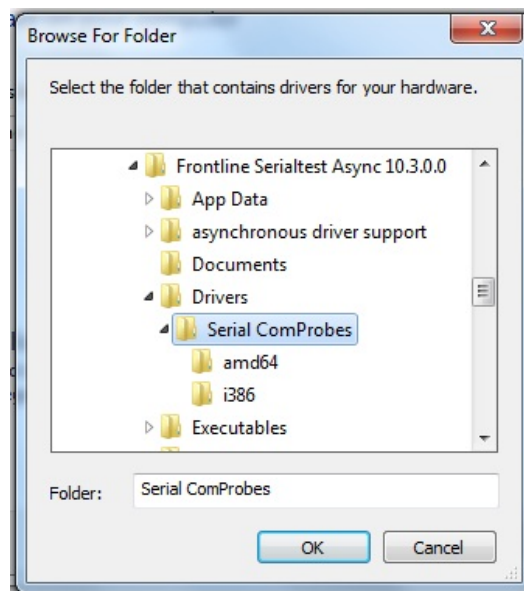 Browse For Folder
Select the folder that contains drivers for your hardware.
Frontline Serialtest Async 10.3.0.0
App Data
asynchronous driver support
Documents
Drivers
Serial ComProbes
amd64
i386
Executables
Folder: Serial ComProbes
OK Cancel